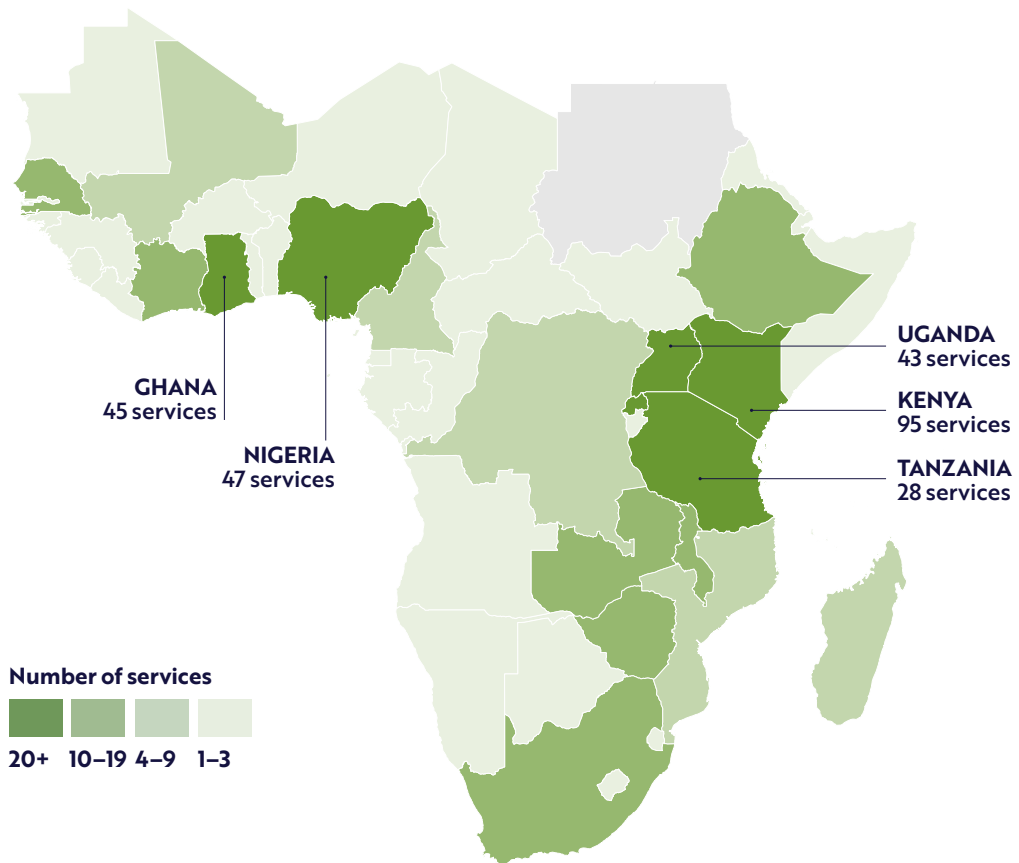 GHANA
45 services
NIGERIA
47 services
UGANDA
43 services
KENYA
95 services
TANZANIA
28 services
Number of services
20+ 10–19 4–9 1–3